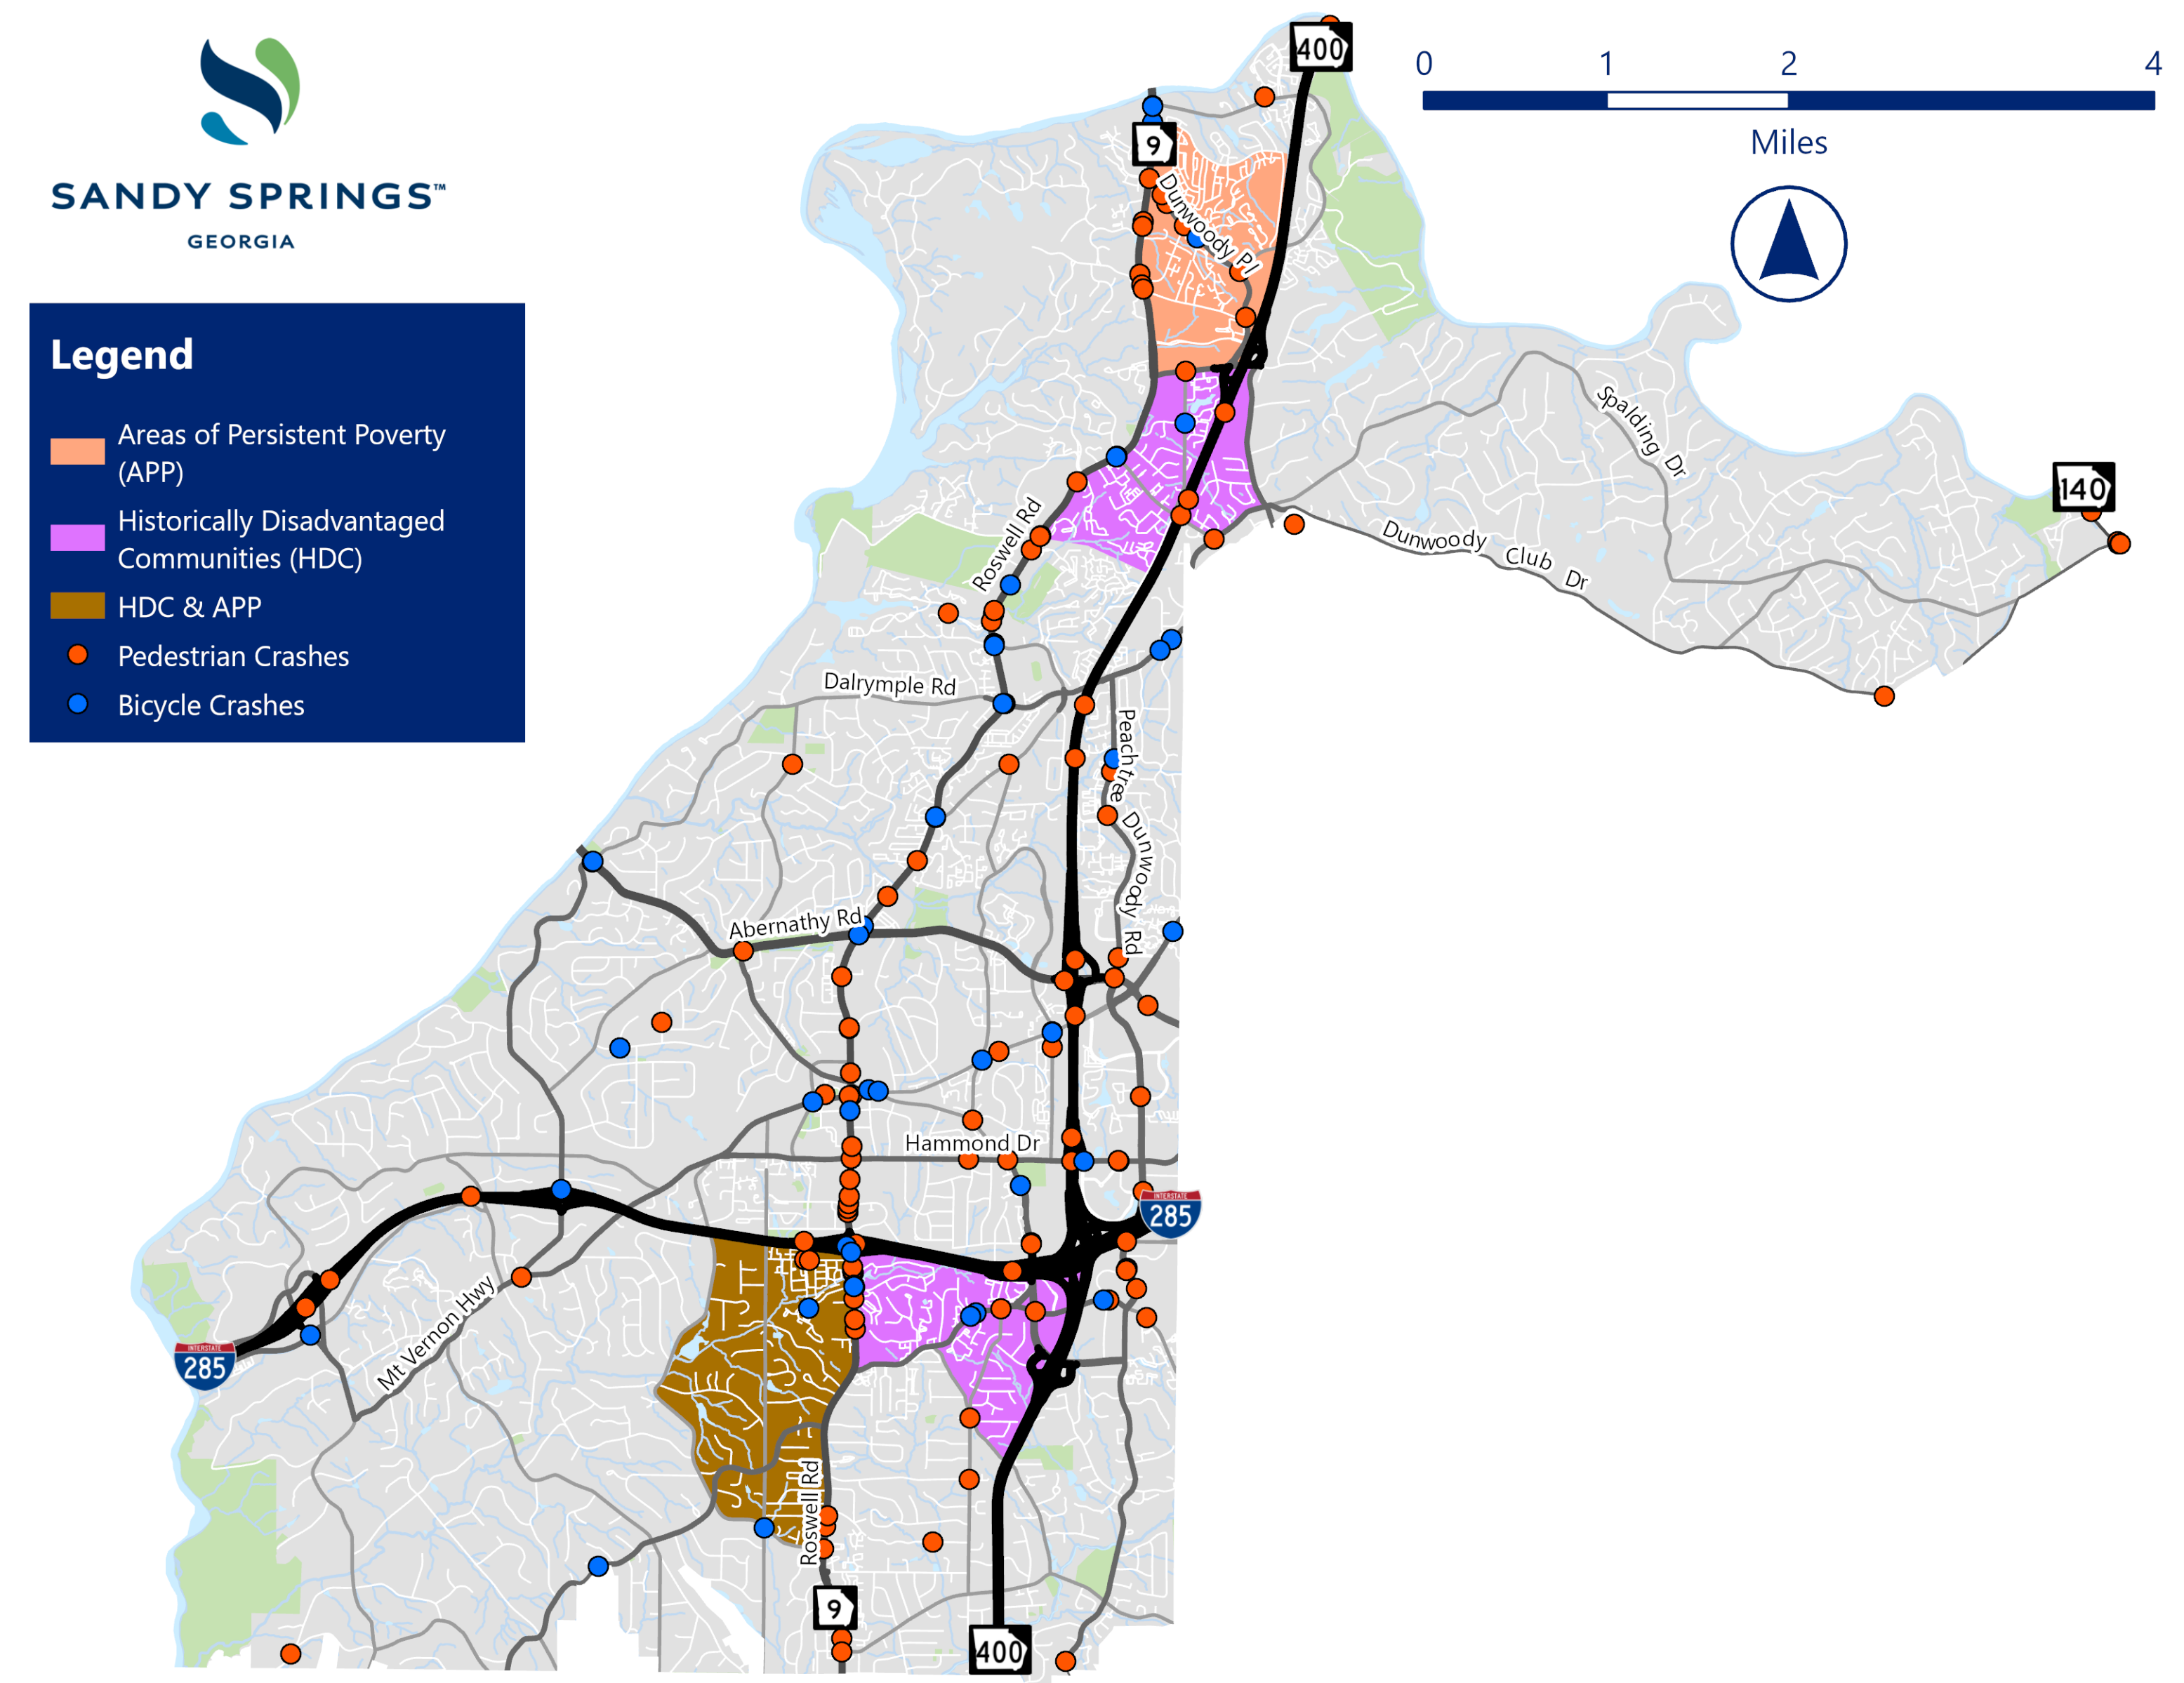 SANDY SPRINGS™
GEORGIA
Legend
Areas of Persistent Poverty
(APP)
Historically Disadvantaged
Communities (HDC)
HDC & APP
Pedestrian Crashes
Bicycle Crashes
0 1 2 4
Miles
400
9
Dunwoody Pl
Spalding Dr
140
Roswell Rd
Dunwoody Club Dr
Dalrymple Rd
Peachtree Dunwoody Rd
Abernathy Rd
Hammond Dr
INTERSTATE
285
Mt Vernon Hwy
INTERSTATE
285
Roswell Rd
9
400